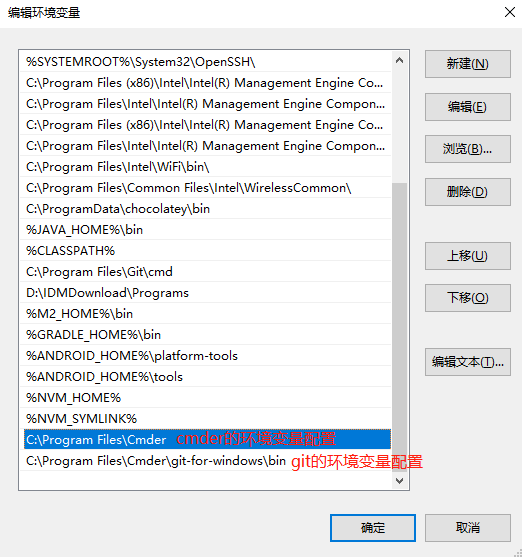 编辑环境变量
%SYSTEMROOT%\System32\OpenSSH\
C:\Program Files (x86)\Intel\Intel(R) Management Engine Co...
C:\Program Files\Intel\Intel(R) Management Engine Compon...
C:\Program Files (x86)\Intel\Intel(R) Management Engine Co...
C:\Program Files\Intel\Intel(R) Management Engine Compon...
C:\Program Files\Intel\WiFi\bin\
C:\Program Files\Common Files\Intel\WirelessCommon\
C:\ProgramData\chocolatey\bin
%JAVA_HOME%\bin
%CLASSPATH%
C:\Program Files\Git\cmd
D:\IDMDownload\Programs
%M2_HOME%\bin
%GRADLE_HOME%\bin
%ANDROID_HOME%\platform-tools
%ANDROID_HOME%\tools
%NVM_HOME%
%NVM_SYMLINK%
C:\Program Files\Cmder cmder的环境变量配置
C:\Program Files\Cmder\git-for-windows\bin git的环境变量配置
新建(N)
编辑(E)
浏览(B)...
删除(D)
上移(U)
下移(O)
编辑文本(T)...
确定
取消